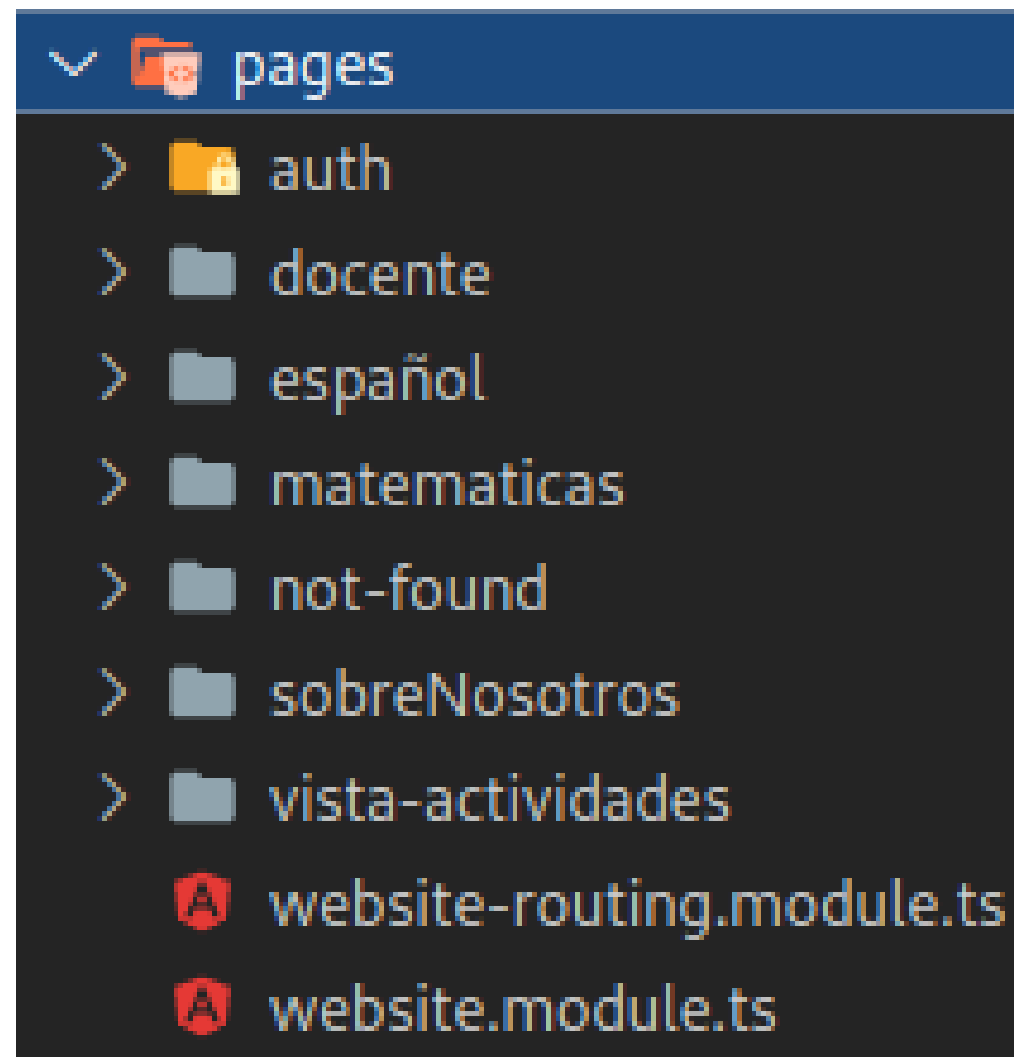 pages
auth
docente
español
matematicas
not-found
sobreNosotros
vista-actividades
website-routing.module.ts
website.module.ts